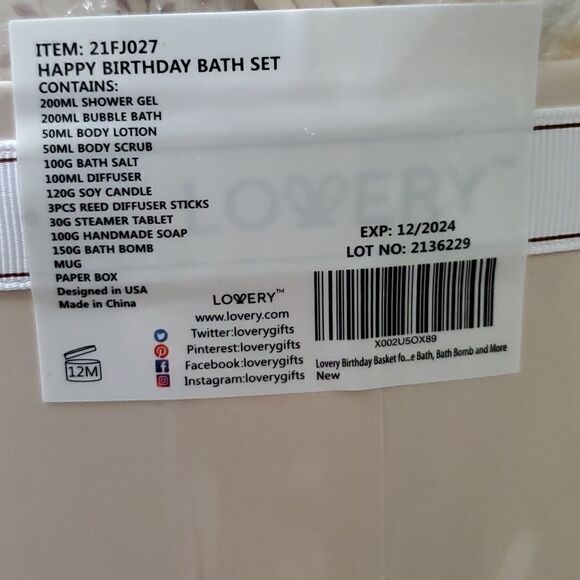 ITEM: 21FJ027
HAPPY BIRTHDAY BATH SET
CONTAINS:
200ML SHOWER GEL
200ML BUBBLE BATH
50ML BODY LOTION
50ML BODY SCRUB
100G BATH SALT
100ML DIFFUSER
120G SOY CANDLE
3PCS REED DIFFUSER STICKS
30G STEAMER TABLET
100G HANDMADE SOAP
150G BATH BOMB
MUG
PAPER BOX
Designed in USA
Made in China
12M
LOVERY™
LOVERY™
www.lovery.com
Twitter:loverygifts
Pinterest:loverygifts
Facebook:loverygifts
Instagram:loverygifts
EXP: 12/2024
LOT NO: 2136229
X002U5OX89
Lovery Birthday Basket fo...e Bath, Bath Bomb and More
New